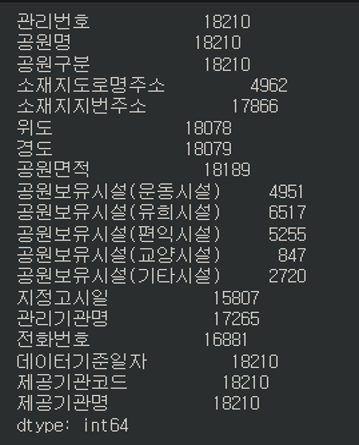 관리번호 18210
공원명 18210
공원구분 18210
소재지도로명주소 4962
소재지지번주소 17866
위도 18078
경도 18079
공원면적 18189
공원보유시설(운동시설) 4951
공원보유시설(유희시설) 6517
공원보유시설(편익시설) 5255
공원보유시설(교양시설) 847
공원보유시설(기타시설) 2720
지정고시일 15807
관리기관명 17265
전화번호 16881
데이터기준일자 18210
제공기관코드 18210
제공기관명 18210
dtype: int64